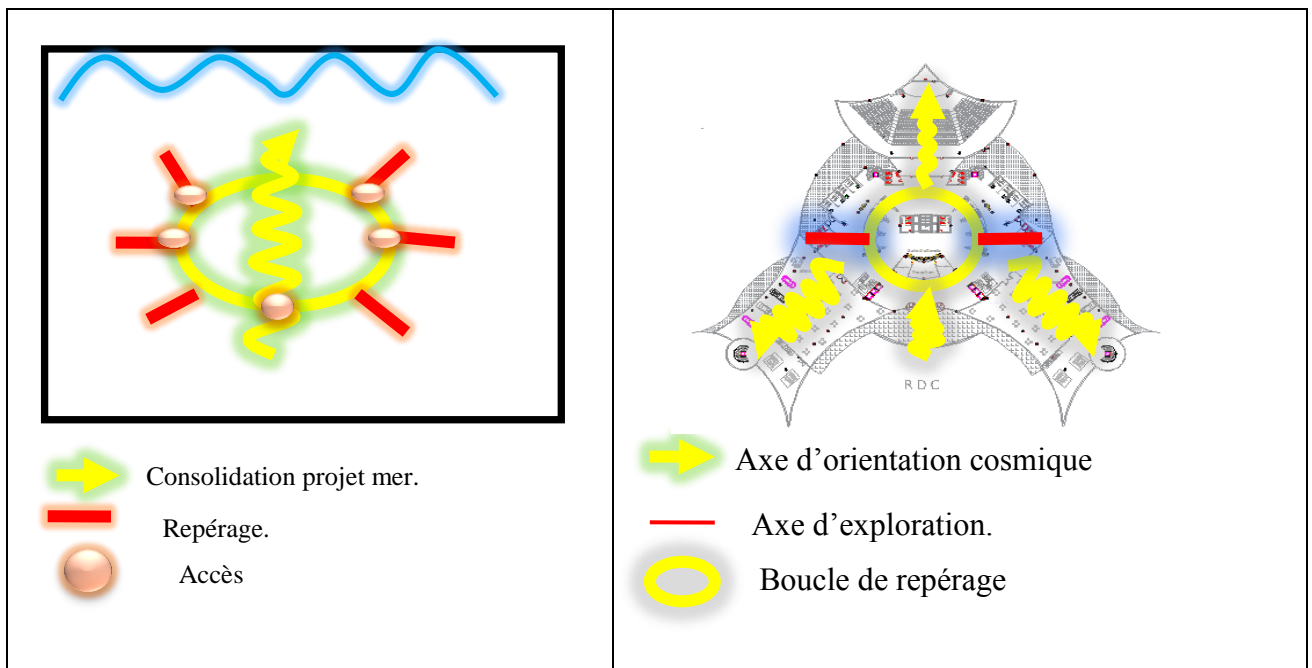 Consolidation projet mer.
Repérage.
Accès
RDC
Axe d'orientation cosmique
Axe d'exploration.
Boucle de repérage